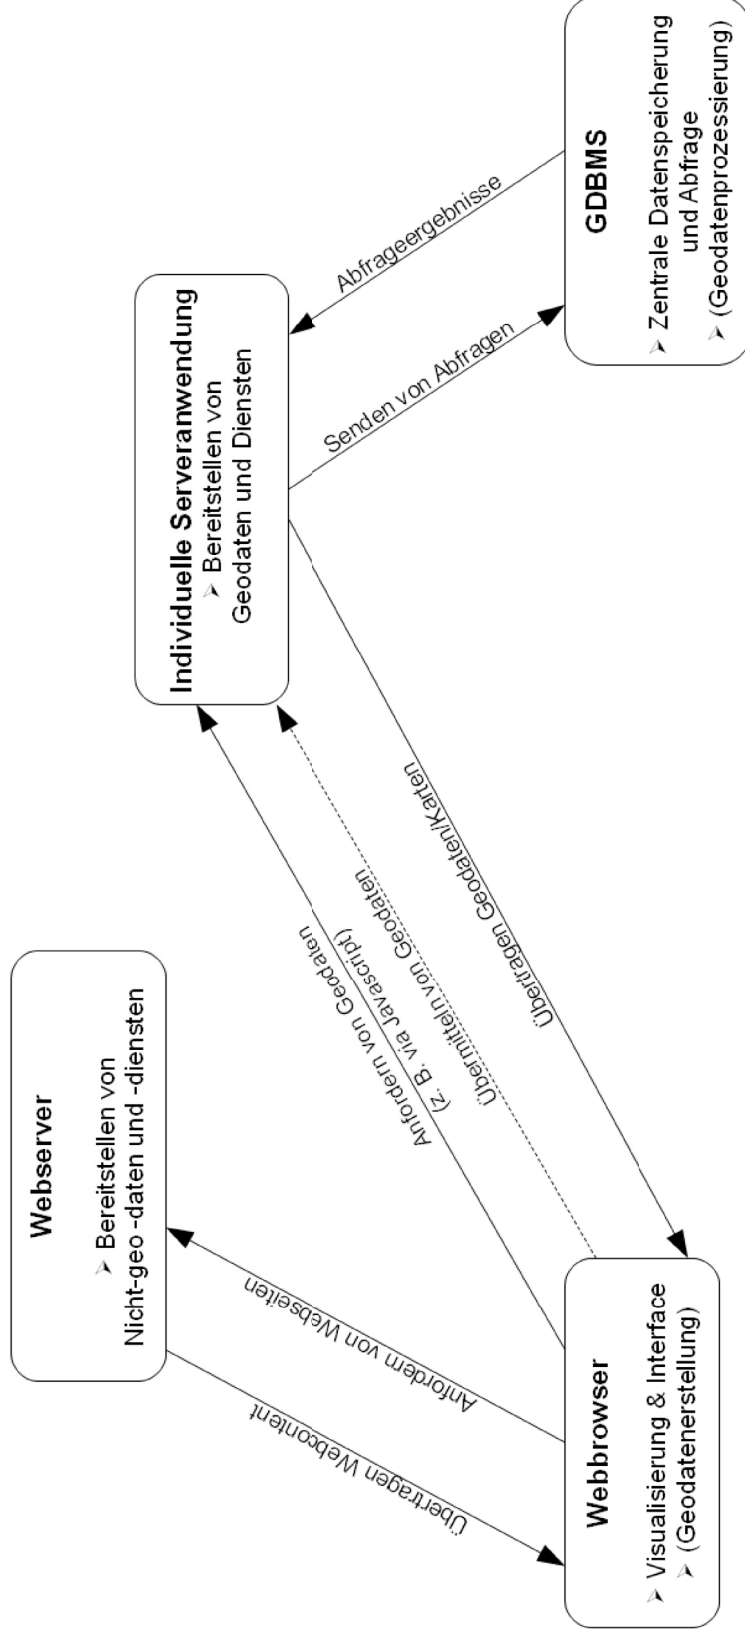 Webserver
➢ Bereitstellen von
Nicht-geo -daten und -diensten
Individuelle Serveranwendung
➢ Bereitstellen von
Geodaten und Diensten
Übertragen Webcontent
Anfordern von Webseiten
Anfordern von Geodaten
(z. B. via Javascript)
Übermitteln von Geodaten
Übertragen Geodaten/Karten
Senden von Abfragen
Abfrageergebnisse
Webbrowser
➢ Visualisierung & Interface
➢ (Geodatenerstellung)
GDBMS
➢ Zentrale Datenspeicherung
und Abfrage
➢ (Geodatenprozessierung)